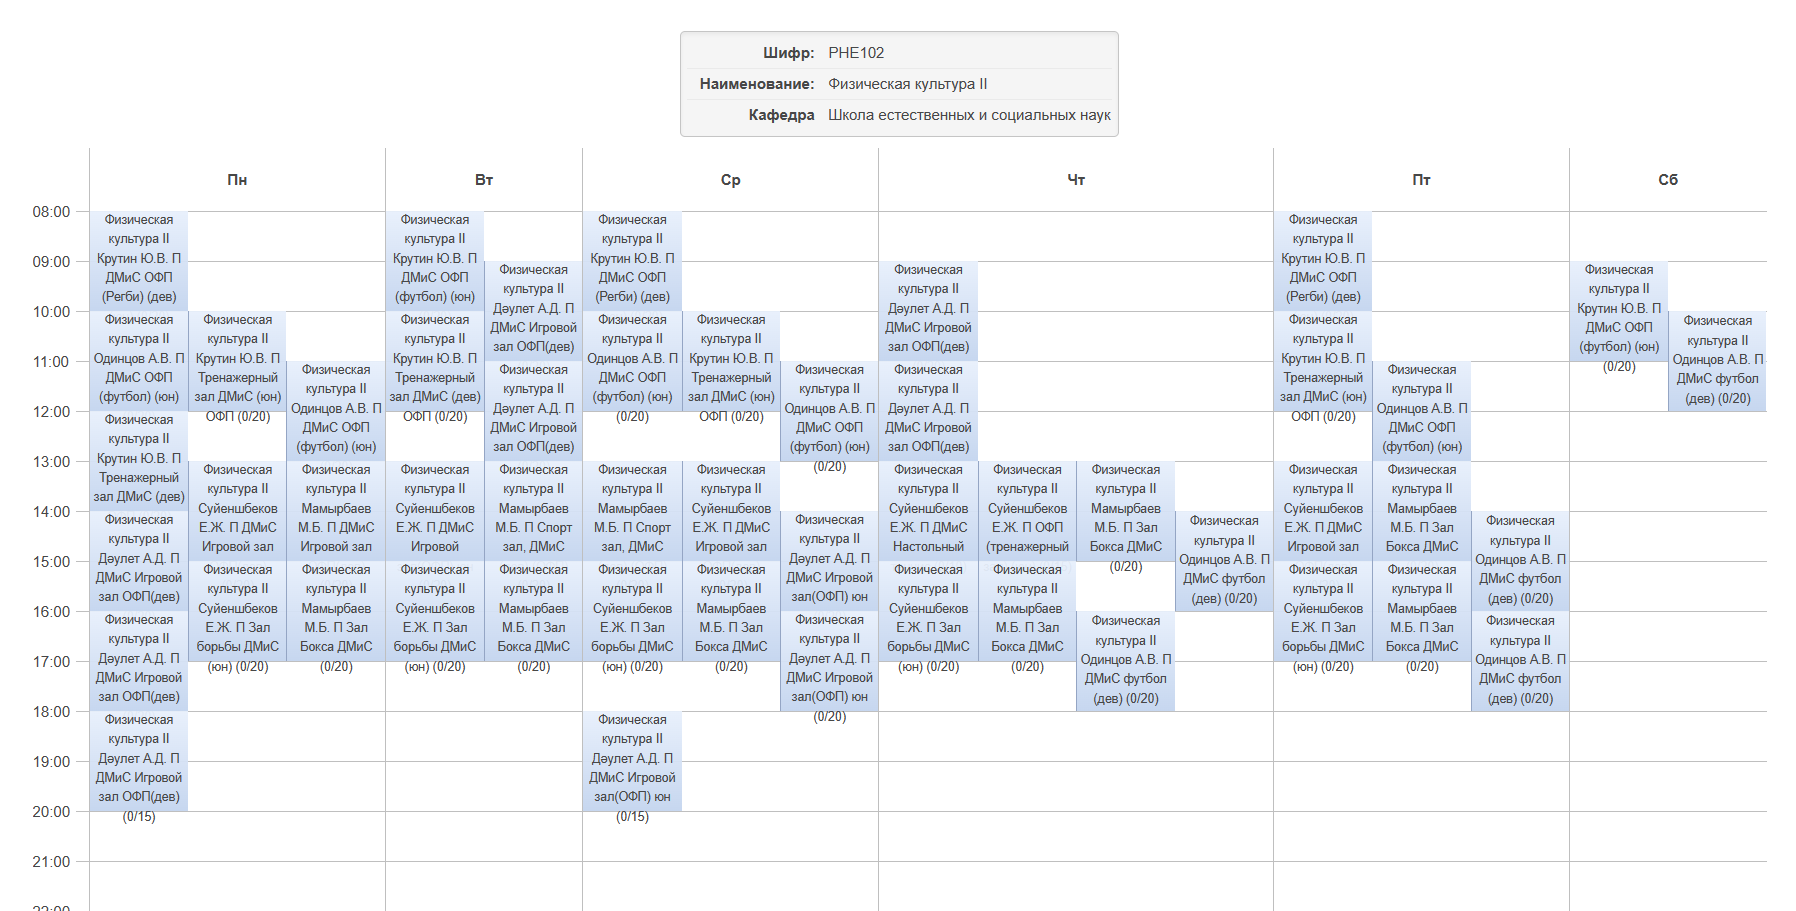 Шифр: PHE102
Наименование: Физическая культура II
Кафедра Школа естественных и социальных наук
Пн
Вт
Ср
Чт
Пт
Сб
08:00
09:00
10:00
11:00
12:00
13:00
14:00
15:00
16:00
17:00
18:00
19:00
20:00
21:00
22:00
Физическая
культура II
Крутин Ю.В. П
ДМиС ОФП
(Регби) (дев)
Физическая
культура II
Одинцов А.В. П
ДМиС ОФП
(футбол) (юн)
Физическая
культура II
Крутин Ю.В. П
Тренажерный
зал ДМиС (дев)
Физическая
культура II
Дәулет А.Д. П
ДМиС Игровой
зал ОФП(дев)
Физическая
культура II
Дәулет А.Д. П
ДМиС Игровой
зал ОФП(дев)
Физическая
культура II
Дәулет А.Д. П
ДМиС Игровой
зал ОФП(дев)
(0/15)
Физическая
культура II
Крутин Ю.В. П
Тренажерный
зал ДМиС (юн)
ОФП (0/20)
Физическая
культура II
Суйеншбеков
Е.Ж. П ДМиС
Игровой зал
Физическая
культура II
Суйеншбеков
Е.Ж. П Зал
борьбы ДМиС
(юн) (0/20)
Физическая
культура II
Одинцов А.В. П
ДМиС ОФП
(футбол) (юн)
Физическая
культура II
Мамырбаев
М.Б. П ДМиС
Игровой зал
Физическая
культура II
Мамырбаев
М.Б. П Зал
Бокса ДМиС
(0/20)
Физическая
культура II
Крутин Ю.В. П
ДМиС ОФП
(футбол) (юн)
Физическая
культура II
Крутин Ю.В. П
Тренажерный
зал ДМиС (дев)
ОФП (0/20)
Физическая
культура II
Суйеншбеков
Е.Ж. П ДМиС
Игровой
Физическая
культура II
Суйеншбеков
Е.Ж. П Зал
борьбы ДМиС
(юн) (0/20)
Физическая
культура II
Дәулет А.Д. П
ДМиС Игровой
зал ОФП(дев)
Физическая
культура II
Дәулет А.Д. П
ДМиС Игровой
зал ОФП(дев)
Физическая
культура II
Мамырбаев
М.Б. П Спорт
зал, ДМиС
Физическая
культура II
Мамырбаев
М.Б. П Зал
Бокса ДМиС
(0/20)
Физическая
культура II
Крутин Ю.В. П
ДМиС ОФП
(Регби) (дев)
Физическая
культура II
Одинцов А.В. П
ДМиС ОФП
(футбол) (юн)
(0/20)
Физическая
культура II
Мамырбаев
М.Б. П Спорт
зал, ДМиС
Физическая
культура II
Суйеншбеков
Е.Ж. П Зал
борьбы ДМиС
(юн) (0/20)
Физическая
культура II
Дәулет А.Д. П
ДМиС Игровой
зал(ОФП) юн
(0/15)
Физическая
культура II
Крутин Ю.В. П
Тренажерный
зал ДМиС (юн)
ОФП (0/20)
Физическая
культура II
Суйеншбеков
Е.Ж. П ДМиС
Игровой зал
Физическая
культура II
Мамырбаев
М.Б. П Зал
Бокса ДМиС
(0/20)
Физическая
культура II
Одинцов А.В. П
ДМиС ОФП
(футбол) (юн)
(0/20)
Физическая
культура II
Дәулет А.Д. П
ДМиС Игровой
зал(ОФП) юн
Физическая
культура II
Дәулет А.Д. П
ДМиС Игровой
зал(ОФП) юн
(0/20)
Физическая
культура II
Дәулет А.Д. П
ДМиС Игровой
зал ОФП(дев)
Физическая
культура II
Дәулет А.Д. П
ДМиС Игровой
зал ОФП(дев)
Физическая
культура II
Суйеншбеков
Е.Ж. П ДМиС
Настольный
Физическая
культура II
Суйеншбеков
Е.Ж. П Зал
борьбы ДМиС
(юн) (0/20)
Физическая
культура II
Суйеншбеков
Е.Ж. П ОФП
(тренажерный
Физическая
культура II
Мамырбаев
М.Б. П Зал
Бокса ДМиС
(0/20)
Физическая
культура II
Мамырбаев
М.Б. П Зал
Бокса ДМиС
(0/20)
Физическая
культура II
Одинцов А.В. П
ДМиС футбол
(дев) (0/20)
Физическая
культура II
Одинцов А.В. П
ДМиС футбол
(дев) (0/20)
Физическая
культура II
Крутин Ю.В. П
ДМиС ОФП
(Регби) (дев)
Физическая
культура II
Крутин Ю.В. П
Тренажерный
зал ДМиС (юн)
ОФП (0/20)
Физическая
культура II
Суйеншбеков
Е.Ж. П ДМиС
Игровой зал
Физическая
культура II
Суйеншбеков
Е.Ж. П Зал
борьбы ДМиС
(юн) (0/20)
Физическая
культура II
Одинцов А.В. П
ДМиС ОФП
(футбол) (юн)
Физическая
культура II
Мамырбаев
М.Б. П Зал
Бокса ДМиС
Физическая
культура II
Мамырбаев
М.Б. П Зал
Бокса ДМиС
(0/20)
Физическая
культура II
Одинцов А.В. П
ДМиС футбол
(дев) (0/20)
Физическая
культура II
Одинцов А.В. П
ДМиС футбол
(дев) (0/20)
Физическая
культура II
Крутин Ю.В. П
ДМиС ОФП
(футбол) (юн)
(0/20)
Физическая
культура II
Одинцов А.В. П
ДМиС футбол
(дев) (0/20)